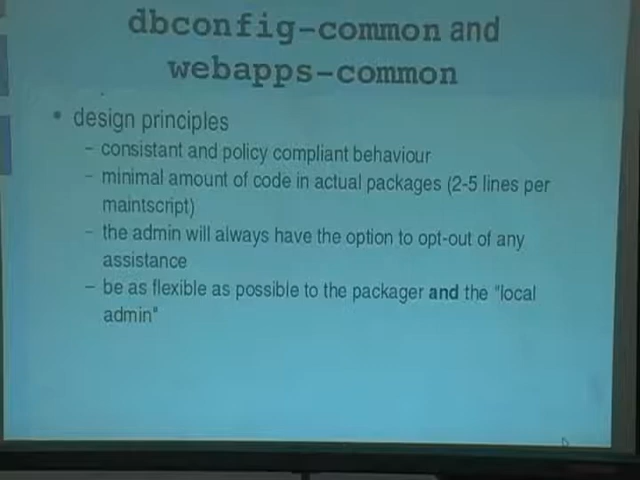 dbconfig-common and
webapps-common
• design principles
– consistant and policy compliant behaviour
– minimal amount of code in actual packages (2-5 lines per
maintscript)
– the admin will always have the option to opt-out of any
assistance
– be as flexible as possible to the packager and the "local
admin"